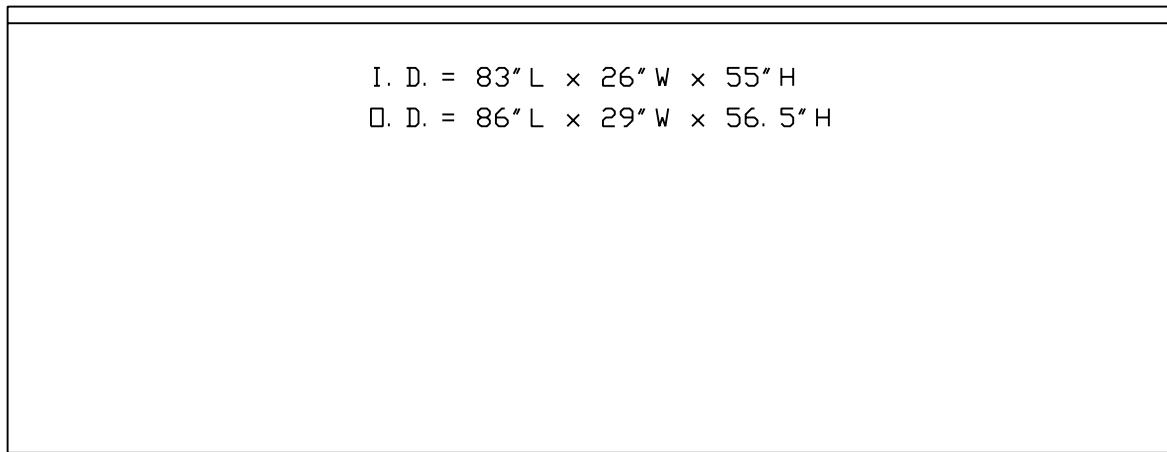 I. D. = 83" L x 26" W x 55" H
O. D. = 86" L x 29" W x 56. 5" H